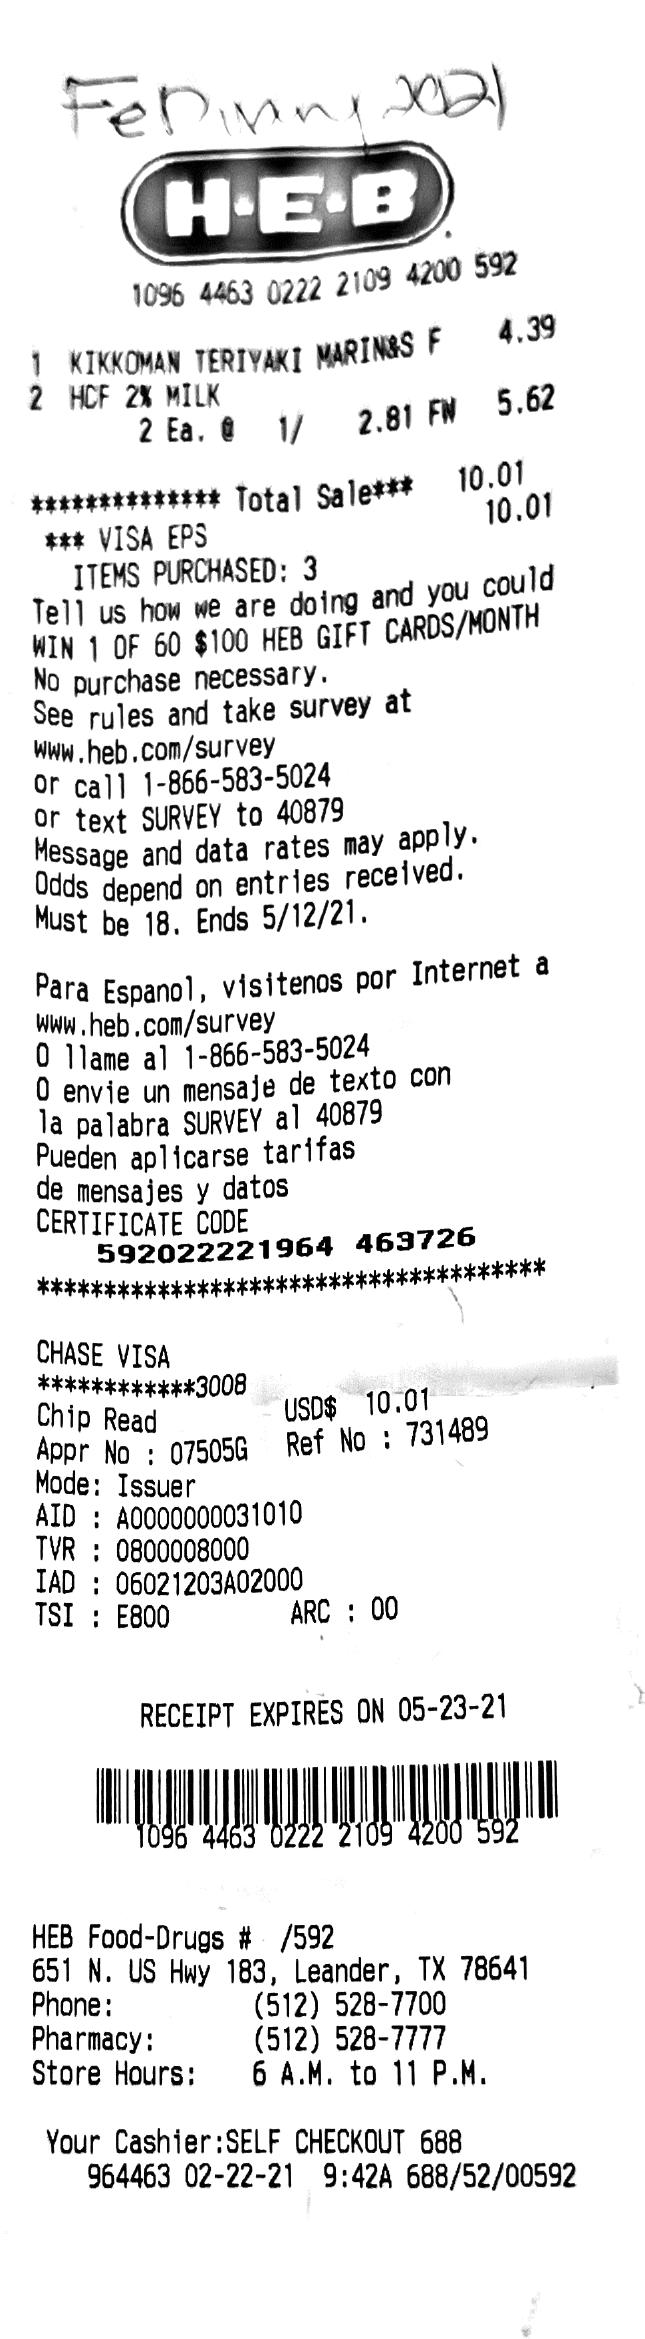 February 2021
H-E-B
1096 4463 0222 2109 4200 592
1 KIKKOMAN TERIYAKI MARIN&S F 4.39
2 HCF 2% MILK
2 Ea. @ 1/ 2.81 FW 5.62
************** Total Sale*** 10.01
*** VISA EPS 10.01
ITEMS PURCHASED: 3
Tell us how we are doing and you could
WIN 1 OF 60 $100 HEB GIFT CARDS/MONTH
No purchase necessary.
See rules and take survey at
www.heb.com/survey
or call 1-866-583-5024
or text SURVEY to 40879
Message and data rates may apply.
Odds depend on entries received.
Must be 18. Ends 5/12/21.
Para Espanol, visitenos por Internet a
www.heb.com/survey
O llame al 1-866-583-5024
O envie un mensaje de texto con
la palabra SURVEY al 40879
Pueden aplicarse tarifas
de mensajes y datos
CERTIFICATE CODE
592022221964 463726
**************************************
CHASE VISA
************3008
Chip Read USD$ 10.01
Appr No : 07505G Ref No : 731489
Mode: Issuer
AID : A0000000031010
TVR : 0800008000
IAD : 06021203A02000
TSI : E800 ARC : 00
RECEIPT EXPIRES ON 05-23-21
1096 4463 0222 2109 4200 592
HEB Food-Drugs # /592
651 N. US Hwy 183, Leander, TX 78641
Phone: (512) 528-7700
Pharmacy: (512) 528-7777
Store Hours: 6 A.M. to 11 P.M.
Your Cashier:SELF CHECKOUT 688
964463 02-22-21 9:42A 688/52/00592